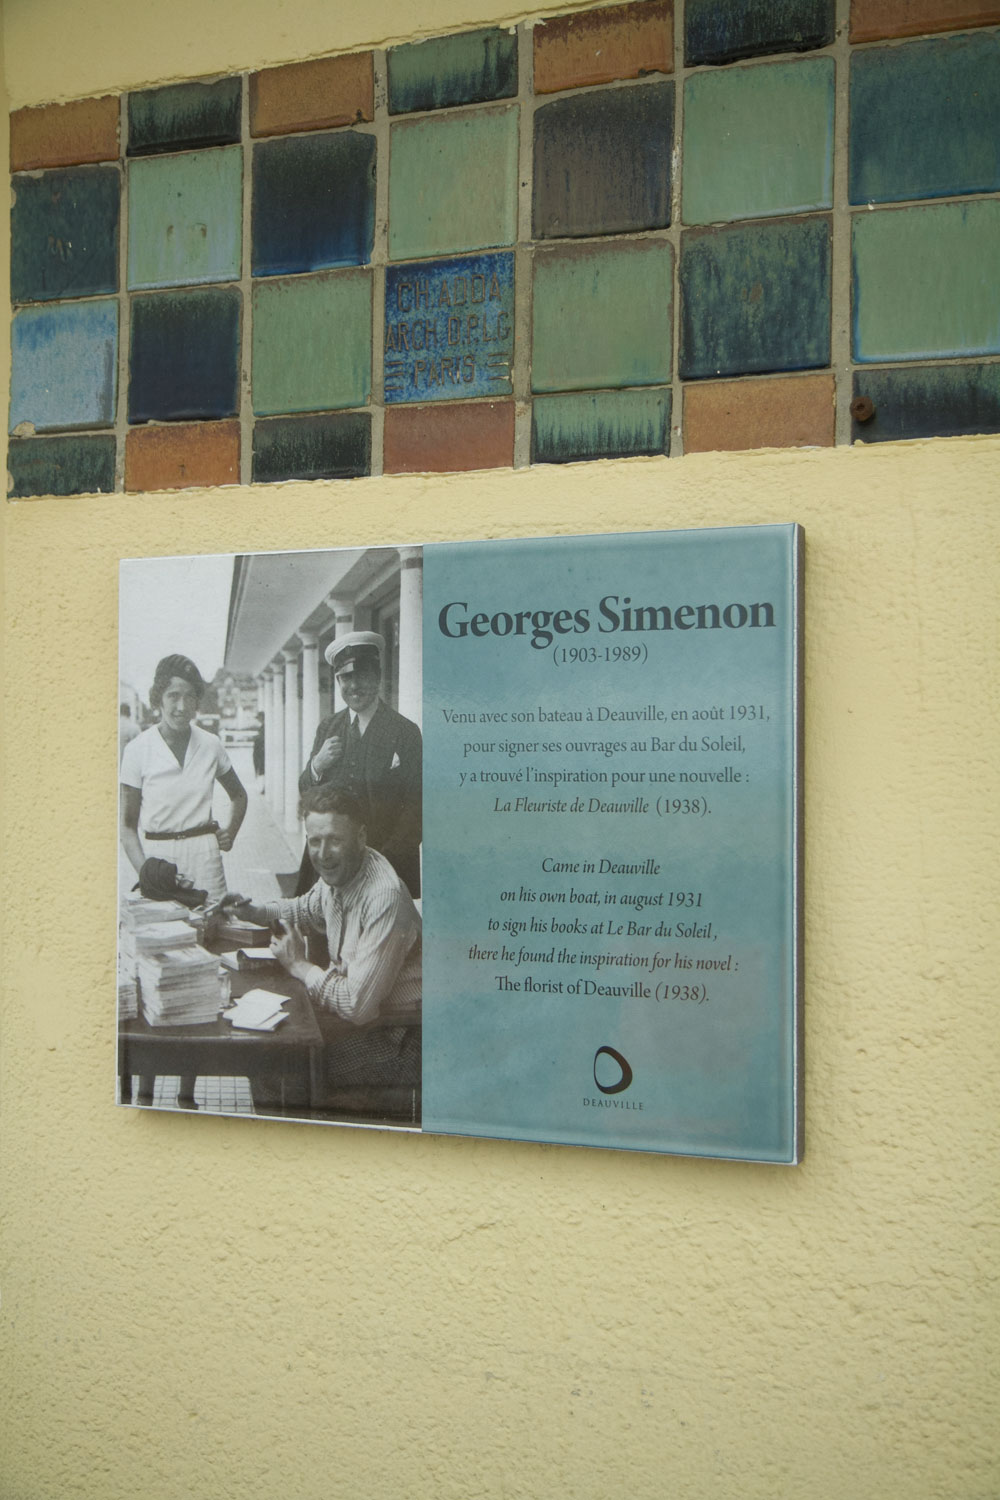 CH.ADDA
ARCH.D.P.L.G
PARIS
Georges Simenon
(1903-1989)
Venu avec son bateau à Deauville, en août 1931,
pour signer ses ouvrages au Bar du Soleil,
y a trouvé l'inspiration pour une nouvelle :
La Fleuriste de Deauville (1938).
Came in Deauville
on his own boat, in august 1931
to sign his books at Le Bar du Soleil,
there he found the inspiration for his novel :
The florist of Deauville (1938).
DEAUVILLE